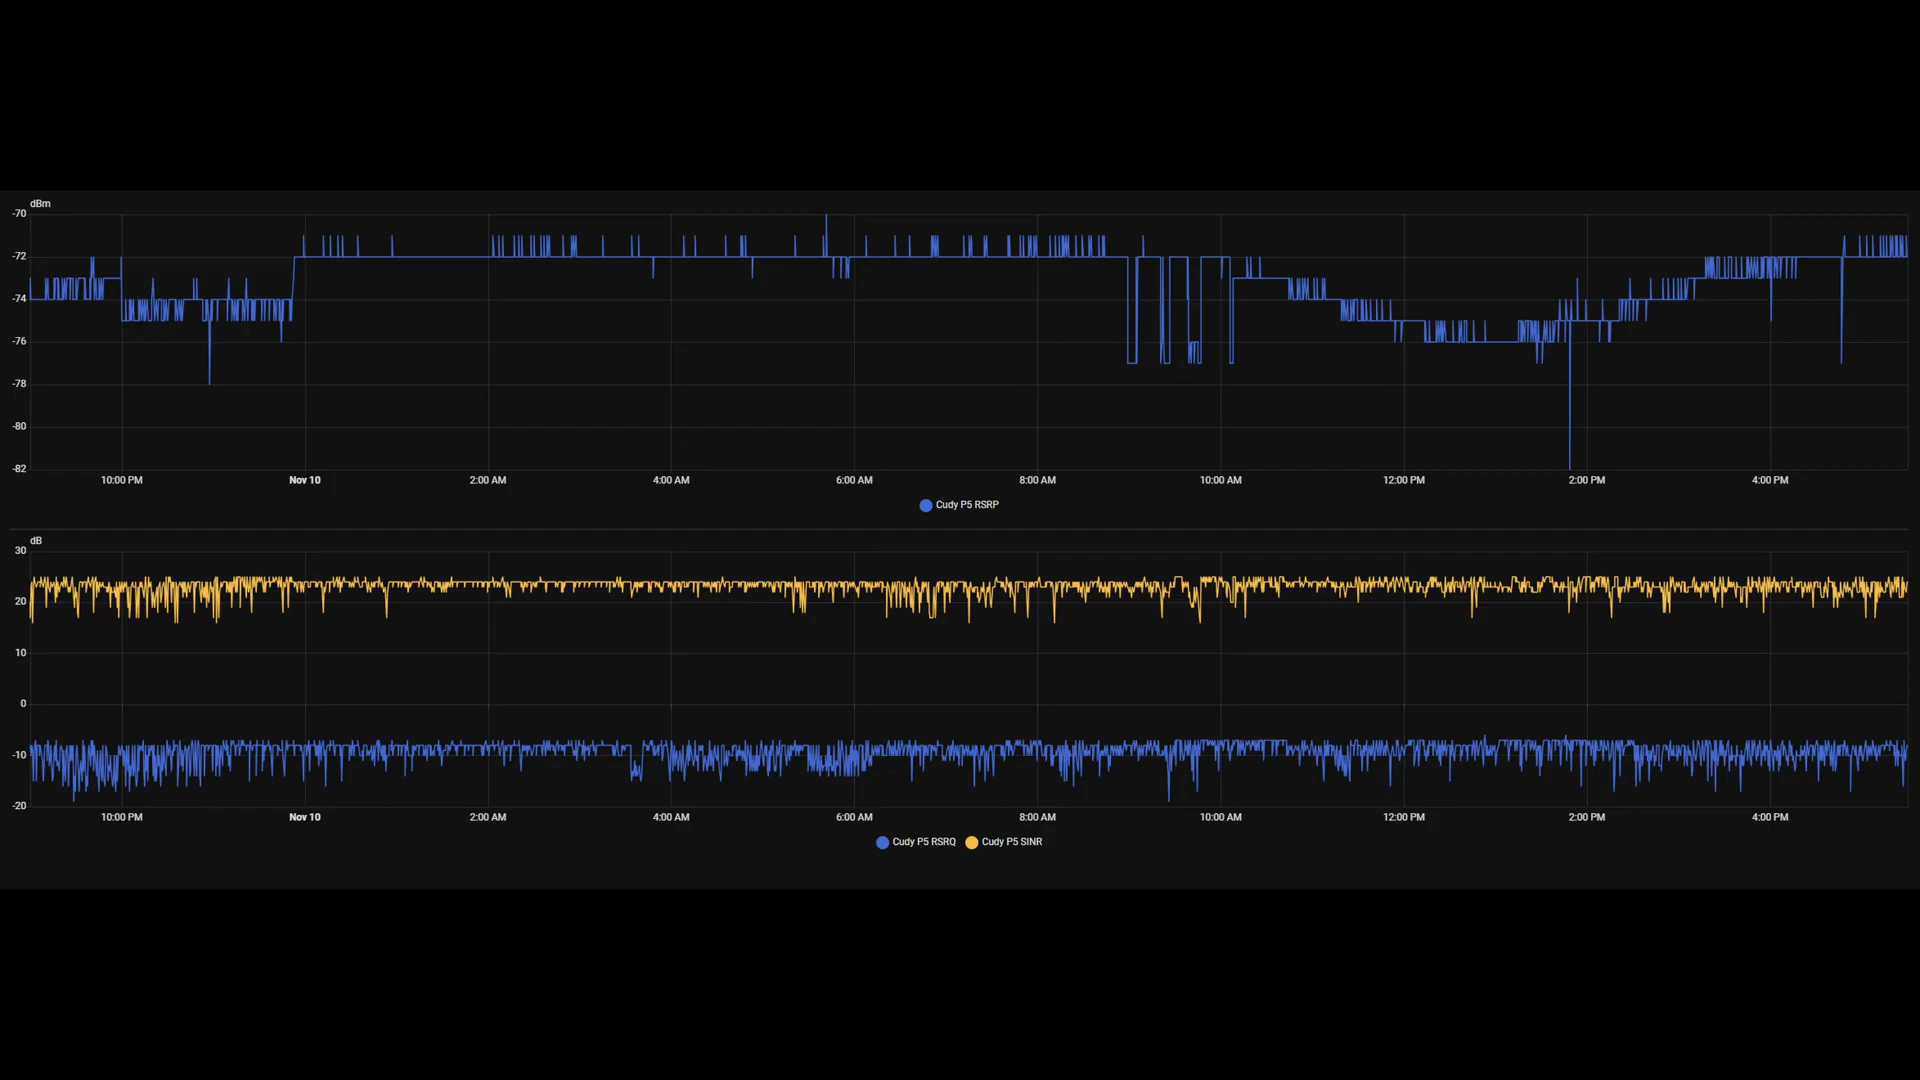 dBm
-70
-72
-74
-76
-78
-80
-82
10:00 PM Nov 10 2:00 AM 4:00 AM 6:00 AM 8:00 AM 10:00 AM 12:00 PM 2:00 PM 4:00 PM
Cudy P5 RSRP
dB
30
20
10
0
-10
-20
10:00 PM Nov 10 2:00 AM 4:00 AM 6:00 AM 8:00 AM 10:00 AM 12:00 PM 2:00 PM 4:00 PM
Cudy P5 RSRQ Cudy P5 SINR